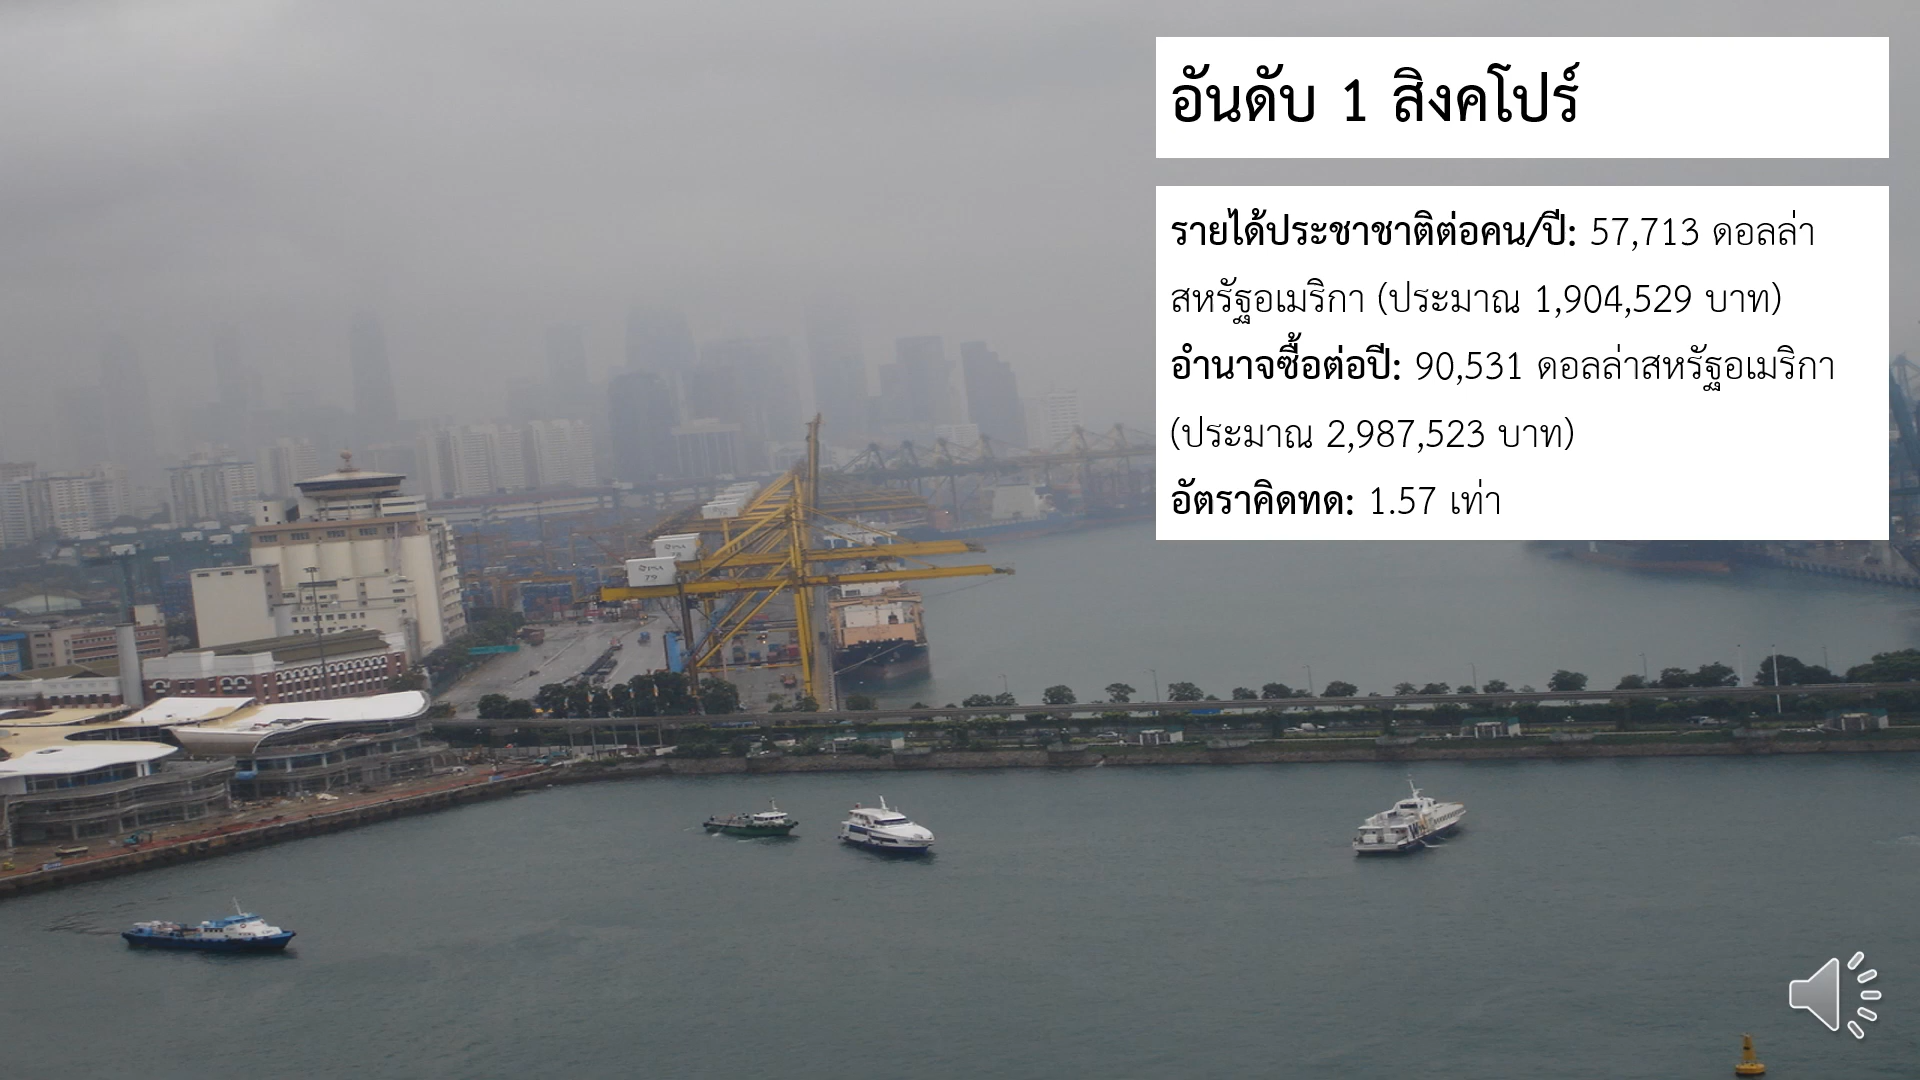 อันดับ 1 สิงคโปร์
รายได้ประชาชาติต่อคน/ปี: 57,713 ดอลล่า
สหรัฐอเมริกา (ประมาณ 1,904,529 บาท)
อำนาจซื้อต่อปี: 90,531 ดอลล่าสหรัฐอเมริกา
(ประมาณ 2,987,523 บาท)
อัตราคิดทด: 1.57 เท่า
PSA
79